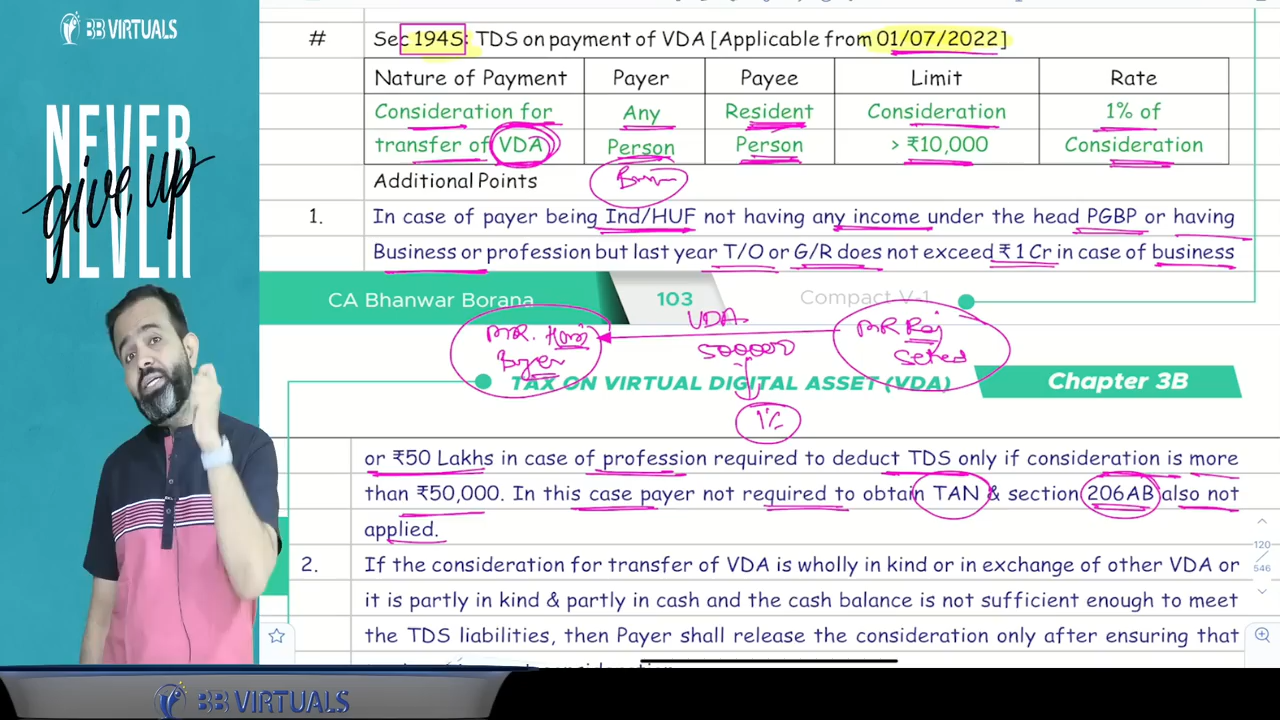 BB VIRTUALS
NEVER
give up
NEVER
# Sec 194S: TDS on payment of VDA [Applicable from 01/07/2022]
Nature of Payment Payer Payee Limit Rate
Consideration for Any Resident Consideration 1% of
transfer of VDA Person Person > ₹10,000 Consideration
Additional Points
1. In case of payer being Ind/HUF not having any income under the head PGBP or having
Business or profession but last year T/O or G/R does not exceed ₹ 1 Cr in case of business
CA Bhanwar Borana 103 Compact V-1
VDA
MR. MR Raj
Buyer 500000
TAX ON VIRTUAL DIGITAL ASSET (VDA) Chapter 3B
1%
or ₹50 Lakhs in case of profession required to deduct TDS only if consideration is more
than ₹50,000. In this case payer not required to obtain TAN & section 206AB also not
applied.
2. If the consideration for transfer of VDA is wholly in kind or in exchange of other VDA or
it is partly in kind & partly in cash and the cash balance is not sufficient enough to meet
the TDS liabilities, then Payer shall release the consideration only after ensuring that
120
546
BB VIRTUALS